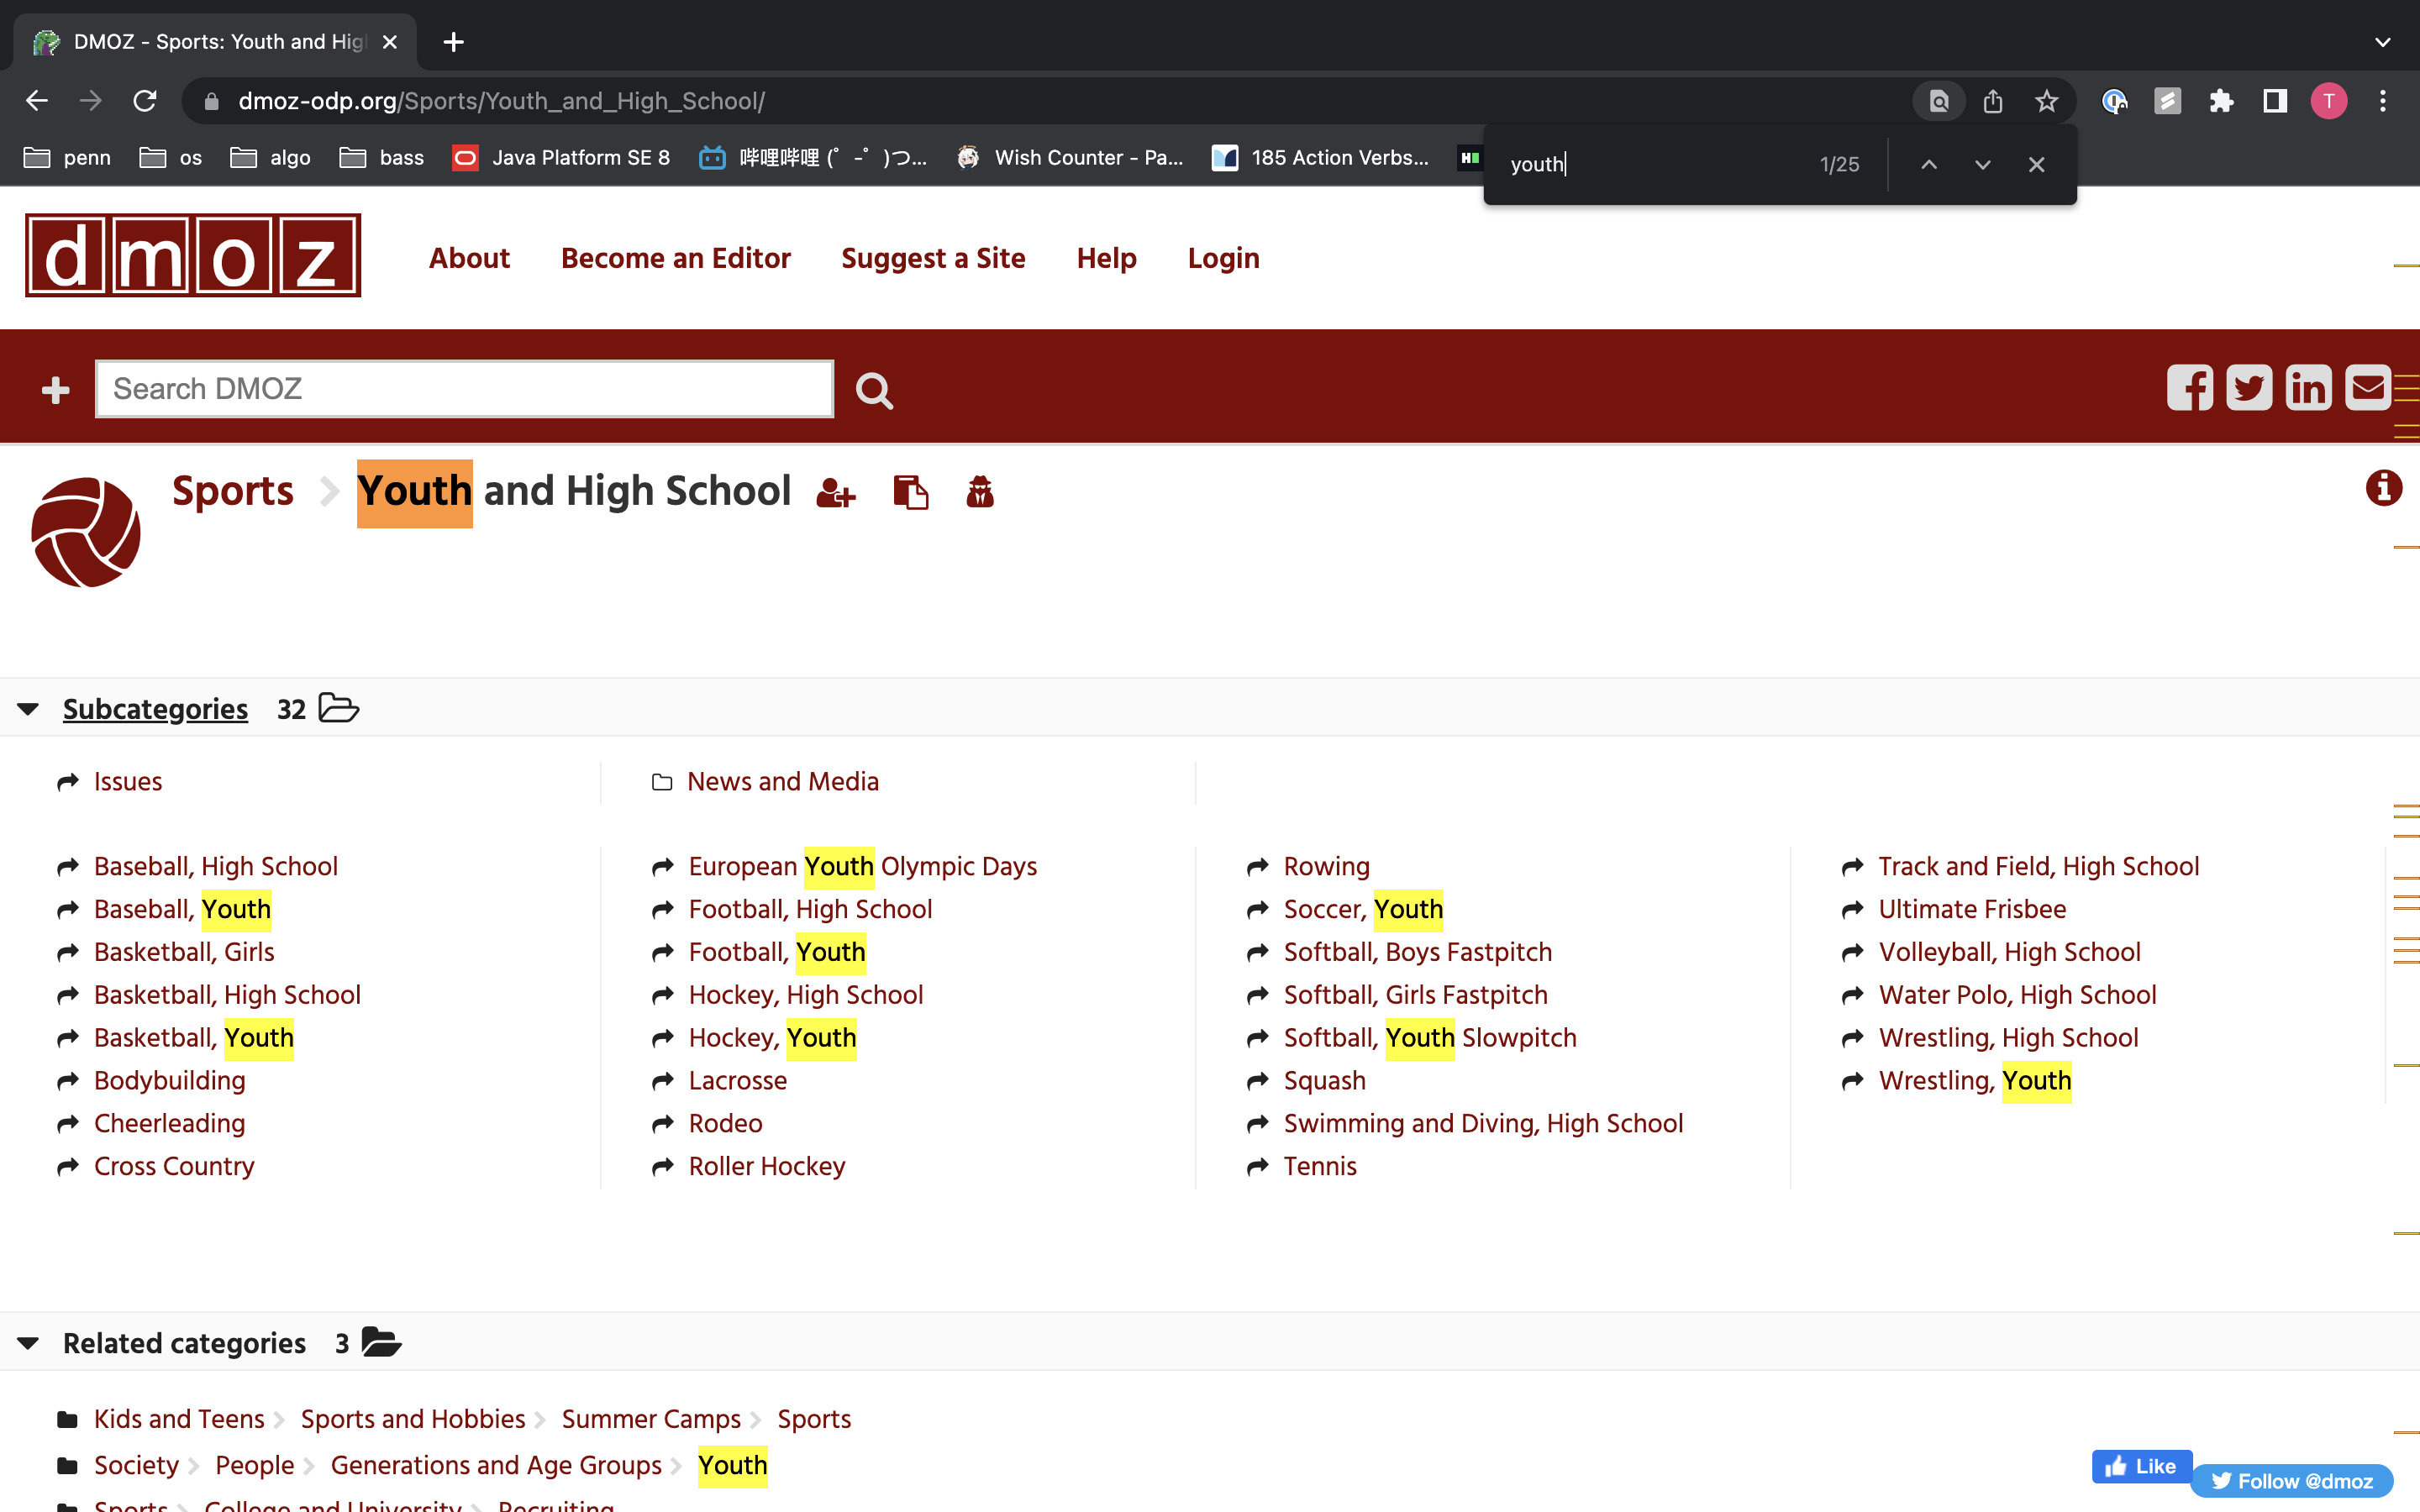 DMOZ - Sports: Youth and Hig
dmoz-odp.org/Sports/Youth_and_High_School/
T
penn os algo bass Java Platform SE 8 哔哩哔哩 (゜-゜)つ... Wish Counter - Pa... 185 Action Verbs... H
youth 1/25
dmoz About Become an Editor Suggest a Site Help Login
Search DMOZ
Sports Youth and High School
Subcategories 32
Issues News and Media
Baseball, High School
Baseball, Youth
Basketball, Girls
Basketball, High School
Basketball, Youth
Bodybuilding
Cheerleading
Cross Country
European Youth Olympic Days
Football, High School
Football, Youth
Hockey, High School
Hockey, Youth
Lacrosse
Rodeo
Roller Hockey
Rowing
Soccer, Youth
Softball, Boys Fastpitch
Softball, Girls Fastpitch
Softball, Youth Slowpitch
Squash
Swimming and Diving, High School
Tennis
Track and Field, High School
Ultimate Frisbee
Volleyball, High School
Water Polo, High School
Wrestling, High School
Wrestling, Youth
Related categories 3
Kids and Teens Sports and Hobbies Summer Camps Sports
Society People Generations and Age Groups Youth
Sports College and University Recruiting
Like
Follow @dmoz